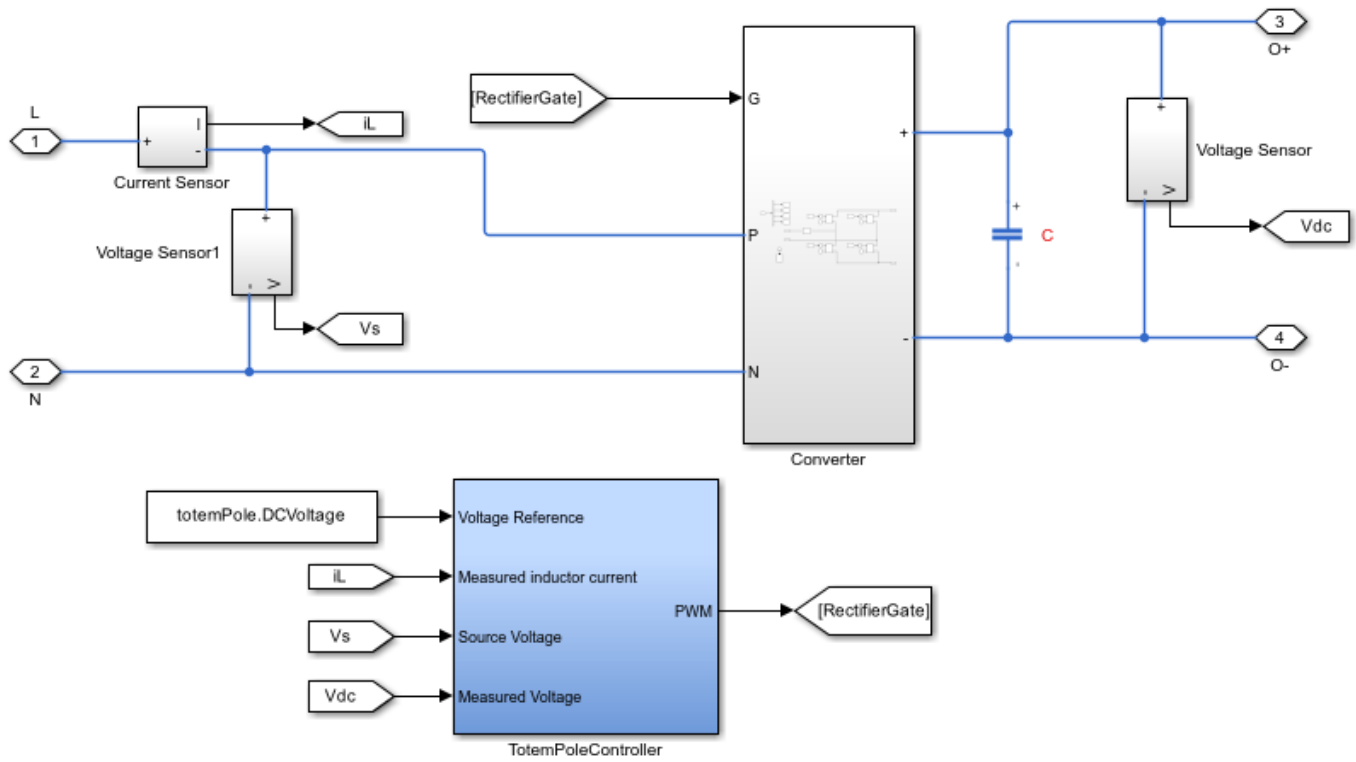 3
O+
[RectifierGate]
G
L
1
+
I
-
iL
Current Sensor
+
+
Voltage Sensor
-
V
Vdc
Voltage Sensor1
+
-
V
Vs
P
+
C
-
-
4
O-
2
N
N
Converter
totemPole.DCVoltage
Voltage Reference
iL
Measured inductor current
PWM
[RectifierGate]
Vs
Source Voltage
Vdc
Measured Voltage
TotemPoleController